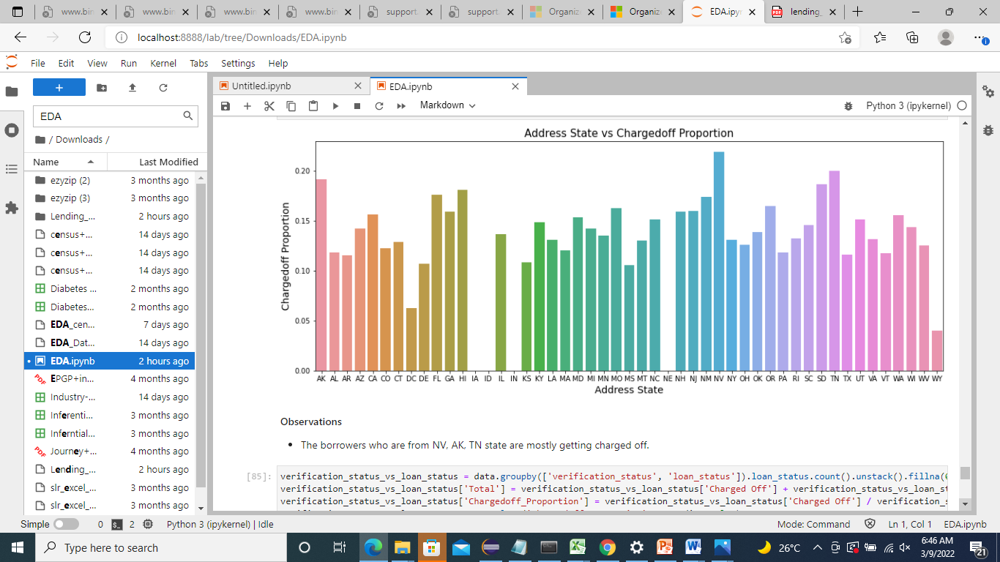 www.bin
www.bin
www.bin
www.bin
support.
support.
Organize
Organize
EDA.ipyn
lending_
localhost:8888/lab/tree/Downloads/EDA.ipynb
File Edit View Run Kernel Tabs Settings Help
Untitled.ipynb
EDA.ipynb
Markdown
Python 3 (ipykernel)
EDA
/ Downloads /
Name Last Modified
ezyzip (2) 3 months ago
ezyzip (3) 3 months ago
Lending_... 2 hours ago
census+... 14 days ago
census+... 14 days ago
census+... 14 days ago
Diabetes ... 2 months ago
Diabetes... 2 months ago
EDA_cen... 7 days ago
EDA_Dat... 14 days ago
EDA.ipynb 2 hours ago
EPGP+in... 4 months ago
Industry-... 14 days ago
Inferenti... 3 months ago
Inferntial... 3 months ago
Journey+... 4 months ago
Lending_... 2 hours ago
slr_excel_... 3 months ago
slr_excel_... 3 months ago
Address State vs Chargedoff Proportion
Chargedoff Proportion
0.20
0.15
0.10
0.05
0.00
AK AL AR AZ CA CO CT DC DE FL GA HI IA ID IL IN KS KY LA MA MD MI MN MO MS MT NC NE NH NJ NM NV NY OH OK OR PA RI SC SD TN TX UT VA VT WA WI WV WY
Address State
Observations
• The borrowers who are from NV, AK, TN state are mostly getting charged off.
[85]:
verification_status_vs_loan_status = data.groupby(['verification_status', 'loan_status']).loan_status.count().unstack().fillna(
verification_status_vs_loan_status['Total'] = verification_status_vs_loan_status['Charged Off'] + verification_status_vs_loan_st
verification_status_vs_loan_status['Chargedoff_Proportion'] = verification_status_vs_loan_status['Charged Off'] / verification_s
Simple 0 2 Python 3 (ipykernel) | Idle
Mode: Command Ln 1, Col 1 EDA.ipynb
Type here to search
26°C
6:46 AM
3/9/2022
21